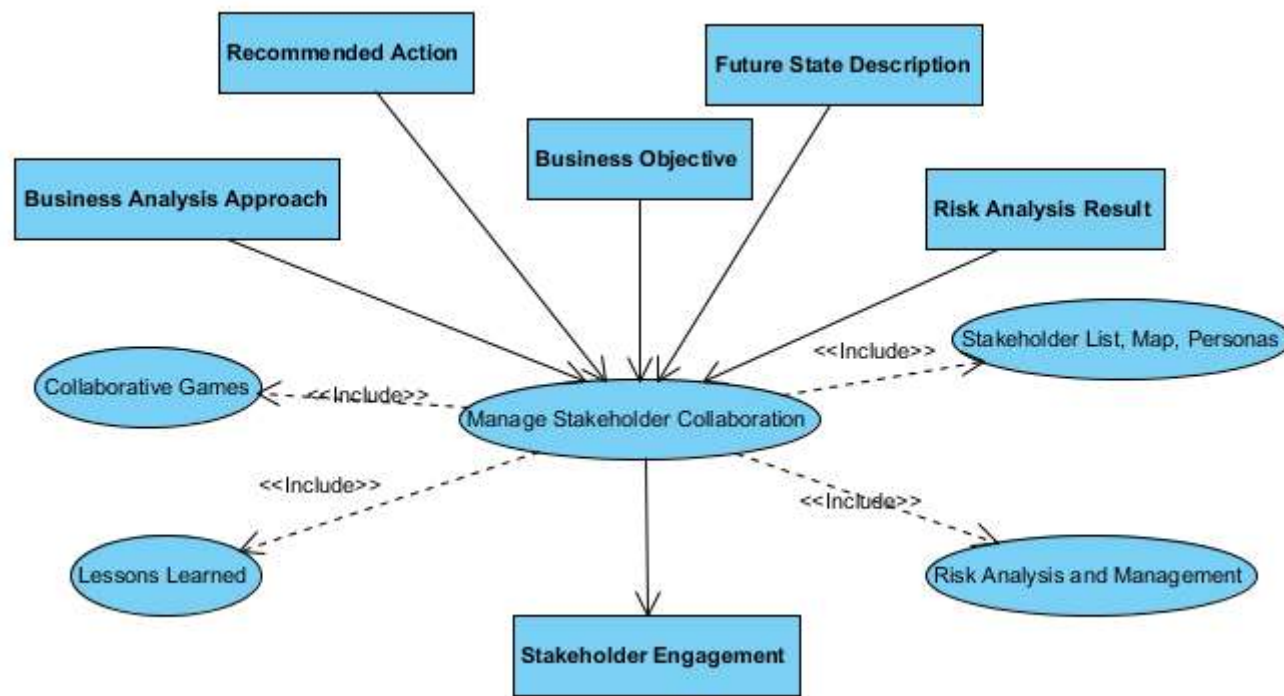 Recommended Action
Future State Description
Business Objective
Business Analysis Approach
Risk Analysis Result
Stakeholder List, Map, Personas
<<Include>>
Collaborative Games
<<Include>>
Manage Stakeholder Collaboration
<<Include>>
<<Include>>
Lessons Learned
Risk Analysis and Management
Stakeholder Engagement